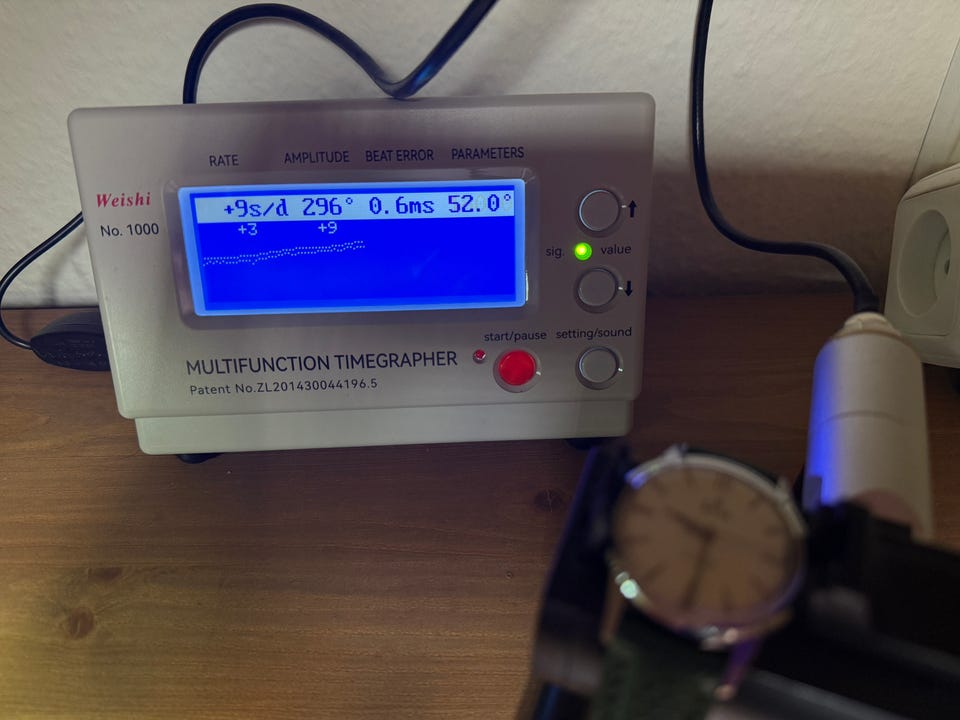 RATE AMPLITUDE BEAT ERROR PARAMETERS
Weishi
No. 1000
+9s/d 296° 0.6ms 52.0°
+3 +9
sig. value
start/pause setting/sound
MULTIFUNCTION TIMEGRAPHER
Patent No.ZL201430044196.5